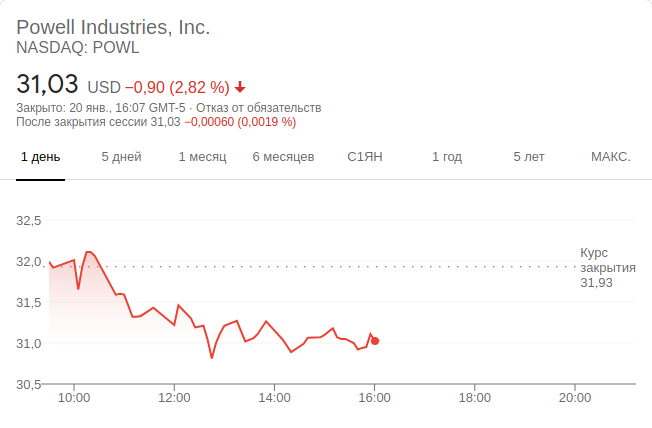 Powell Industries, Inc.
NASDAQ: POWL
31,03 USD −0,90 (2,82 %)
Закрыто: 20 янв., 16:07 GMT-5 · Отказ от обязательств
После закрытия сессии 31,03 −0,00060 (0,0019 %)
1 день 5 дней 1 месяц 6 месяцев С1ЯН 1 год 5 лет МАКС.
32,5
32,0
31,5
31,0
30,5
Курс
закрытия
31,93
10:00 12:00 14:00 16:00 18:00 20:00